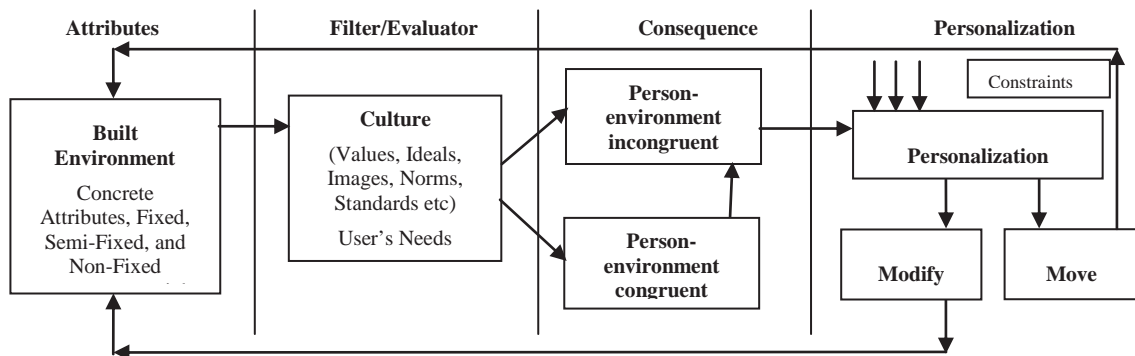 Attributes
Filter/Evaluator
Consequence
Personalization
Built
Environment
Concrete
Attributes, Fixed,
Semi-Fixed, and
Non-Fixed
Culture
(Values, Ideals,
Images, Norms,
Standards etc)
User's Needs
Person-
environment
incongruent
Person-
environment
congruent
Constraints
Personalization
Modify
Move